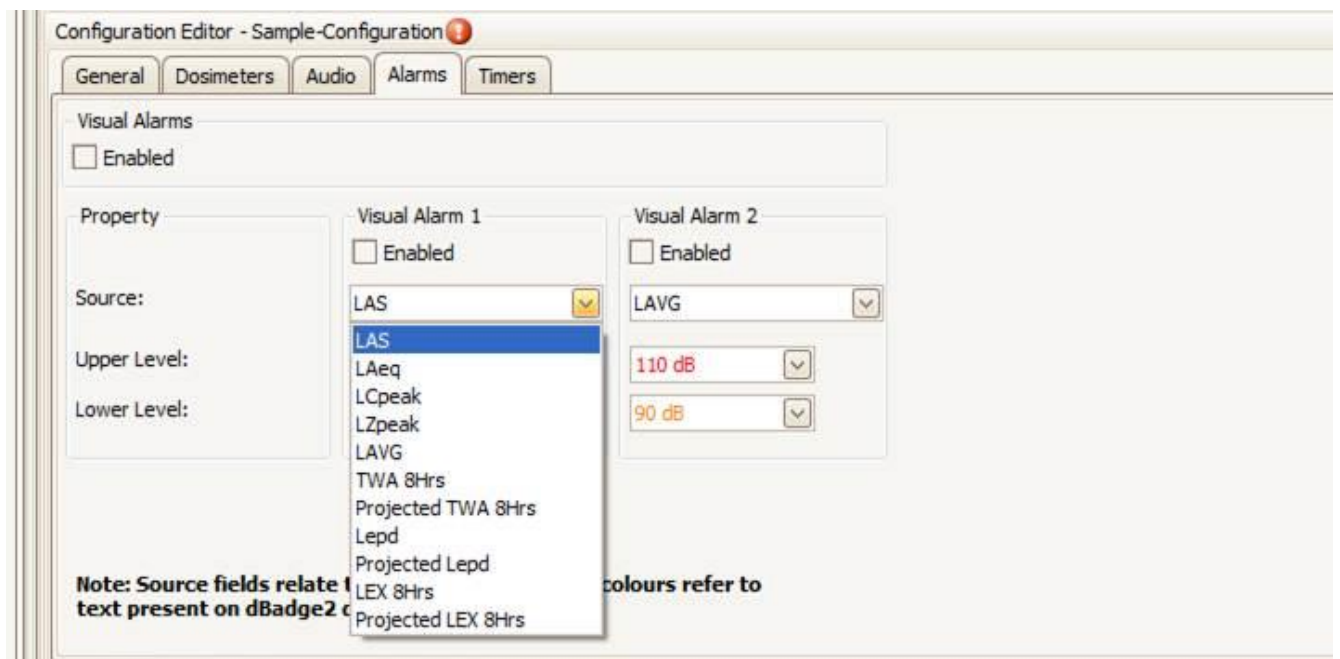 Configuration Editor - Sample-Configuration
General Dosimeters Audio Alarms Timers
Visual Alarms
Enabled
Property Visual Alarm 1 Visual Alarm 2
Enabled Enabled
Source: LAS LAVG
LAS
Upper Level: LAeq 110 dB
LCpeak
Lower Level: LZpeak 90 dB
LAVG
TWA 8Hrs
Projected TWA 8Hrs
Lepd
Projected Lepd
Note: Source fields relate colours refer to
LEX 8Hrs
text present on dBadge2
Projected LEX 8Hrs